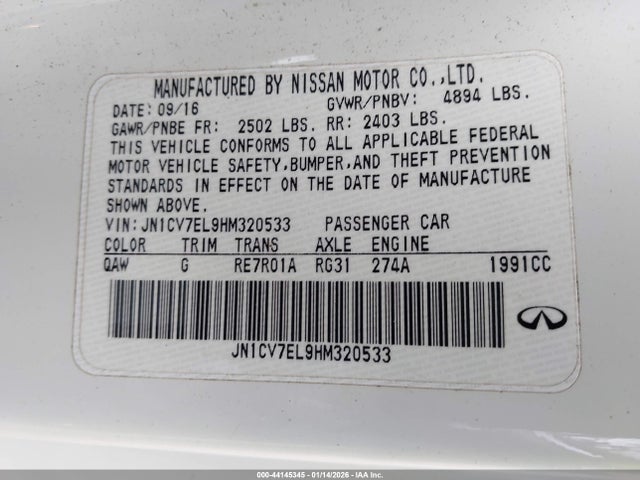 MANUFACTURED BY NISSAN MOTOR CO.,LTD.
DATE: 09/16 GVWR/PNBV: 4894 LBS.
GAWR/PNBE FR: 2502 LBS. RR: 2403 LBS.
THIS VEHICLE CONFORMS TO ALL APPLICABLE FEDERAL
MOTOR VEHICLE SAFETY,BUMPER,AND THEFT PREVENTION
STANDARDS IN EFFECT ON THE DATE OF MANUFACTURE
SHOWN ABOVE.
VIN:JN1CV7EL9HM320533 PASSENGER CAR
COLOR TRIM TRANS AXLE ENGINE
QAW G RE7R01A RG31 274A 1991CC
JN1CV7EL9HM320533
000-44145345 - 01/14/2026 - IAA Inc.